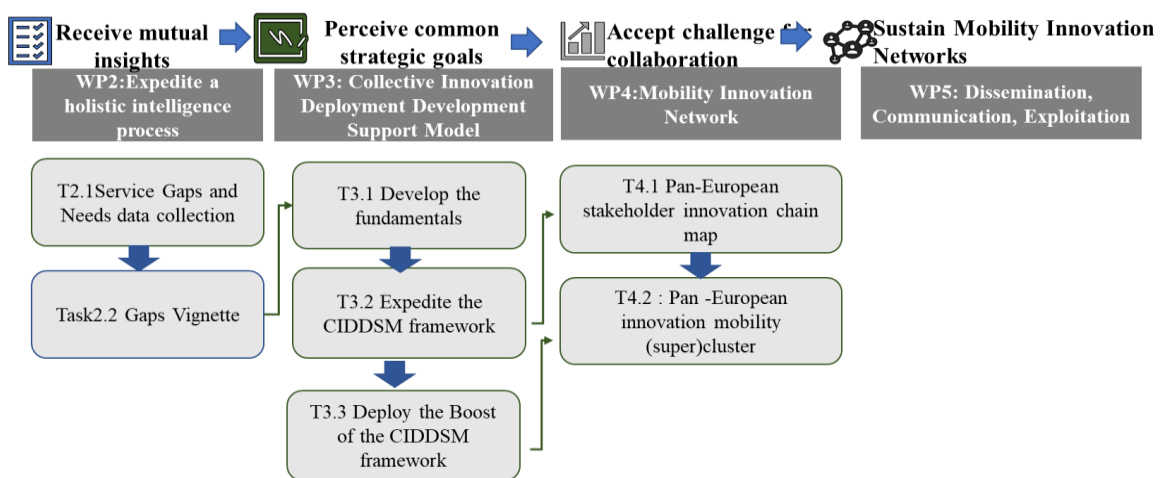 Receive mutual
insights
Perceive common
strategic goals
Accept challenge for
collaboration
Sustain Mobility Innovation
Networks
WP2:Expedite a
holistic intelligence
process
WP3: Collective Innovation
Deployment Development
Support Model
WP4:Mobility Innovation
Network
WP5: Dissemination,
Communication, Exploitation
T2.1Service Gaps and
Needs data collection
Task2.2 Gaps Vignette
T3.1 Develop the
fundamentals
T3.2 Expedite the
CIDDSM framework
T3.3 Deploy the Boost
of the CIDDSM
framework
T4.1 Pan-European
stakeholder innovation chain
map
T4.2 : Pan -European
innovation mobility
(super)cluster